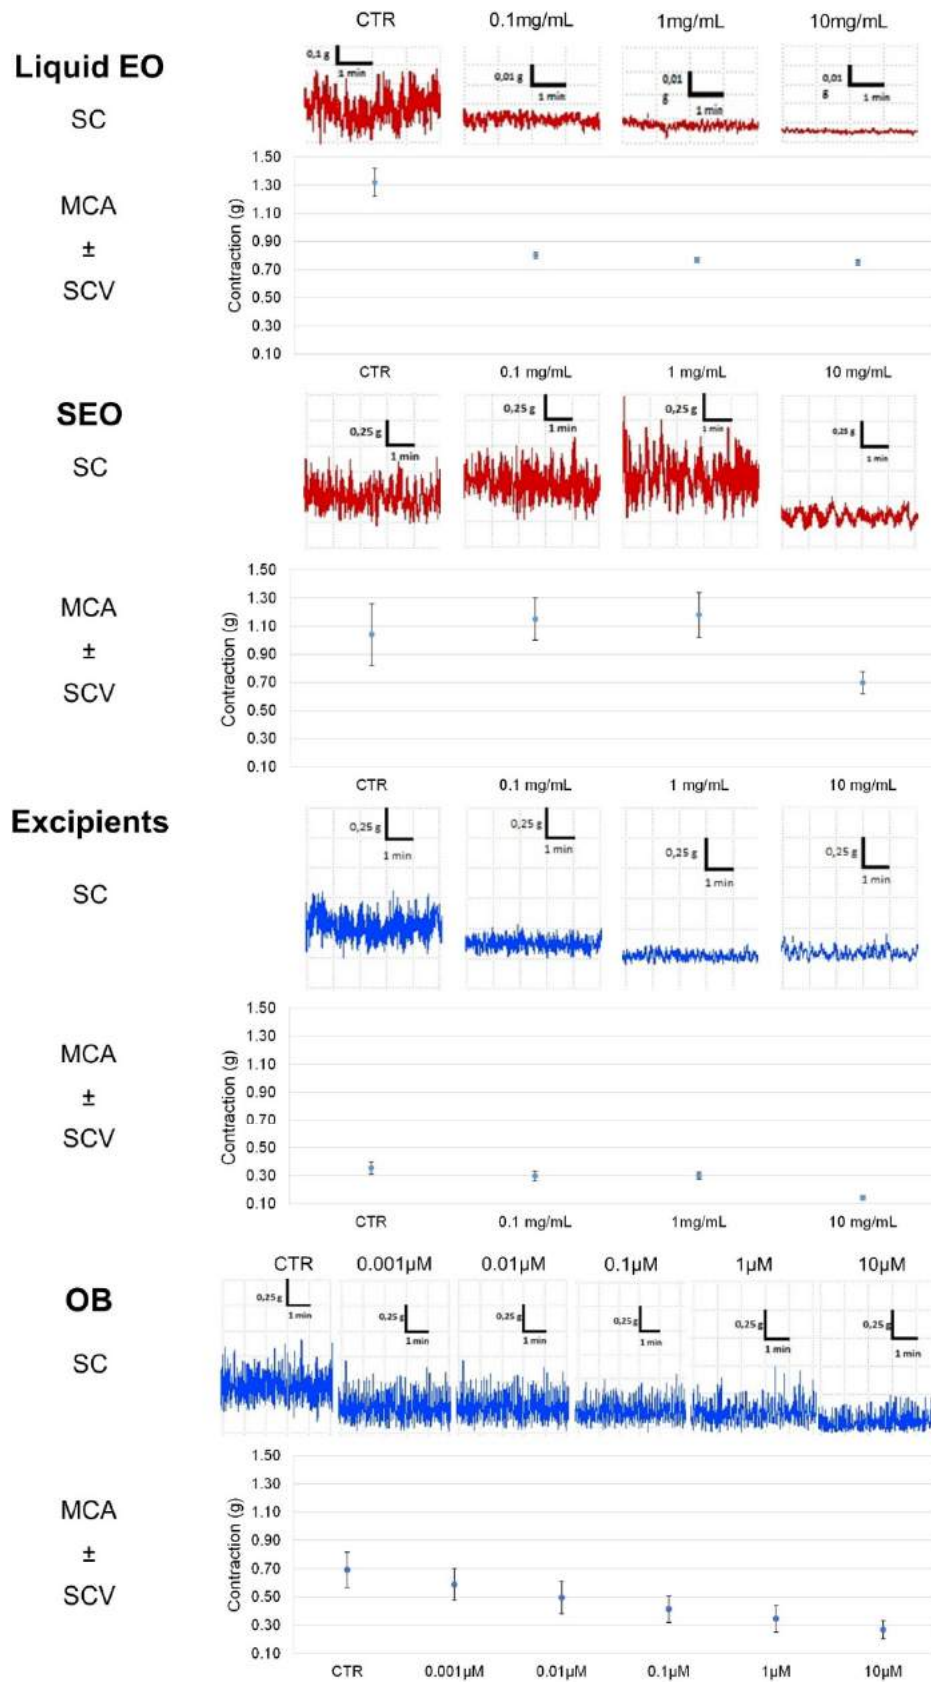 CTR 0.1mg/mL 1mg/mL 10mg/mL
Liquid EO
SC
0,1 g 1 min
0,01 g 1 min
0,01 g 1 min
0,01 g 1 min
MCA
±
SCV
Contraction (g)
1.50
1.30
1.10
0.90
0.70
0.50
0.30
0.10
CTR 0.1 mg/mL 1 mg/mL 10 mg/mL
SEO
SC
0,25 g 1 min
0,25 g 1 min
0,25 g 1 min
0,25 g 1 min
MCA
±
SCV
Contraction (g)
1.50
1.30
1.10
0.90
0.70
0.50
0.30
0.10
CTR 0.1 mg/mL 1 mg/mL 10 mg/mL
Excipients
SC
0,25 g 1 min
0,25 g 1 min
0,25 g 1 min
0,25 g 1 min
MCA
±
SCV
Contraction (g)
1.50
1.30
1.10
0.90
0.70
0.50
0.30
0.10
CTR 0.1 mg/mL 1mg/mL 10 mg/mL
CTR 0.001µM 0.01µM 0.1µM 1µM 10µM
OB
SC
0,25 g 1 min
0,25 g 1 min
0,25 g 1 min
0,25 g 1 min
0,25 g 1 min
0,25 g 1 min
MCA
±
SCV
Contraction (g)
1.50
1.30
1.10
0.90
0.70
0.50
0.30
0.10
CTR 0.001µM 0.01µM 0.1µM 1µM 10µM